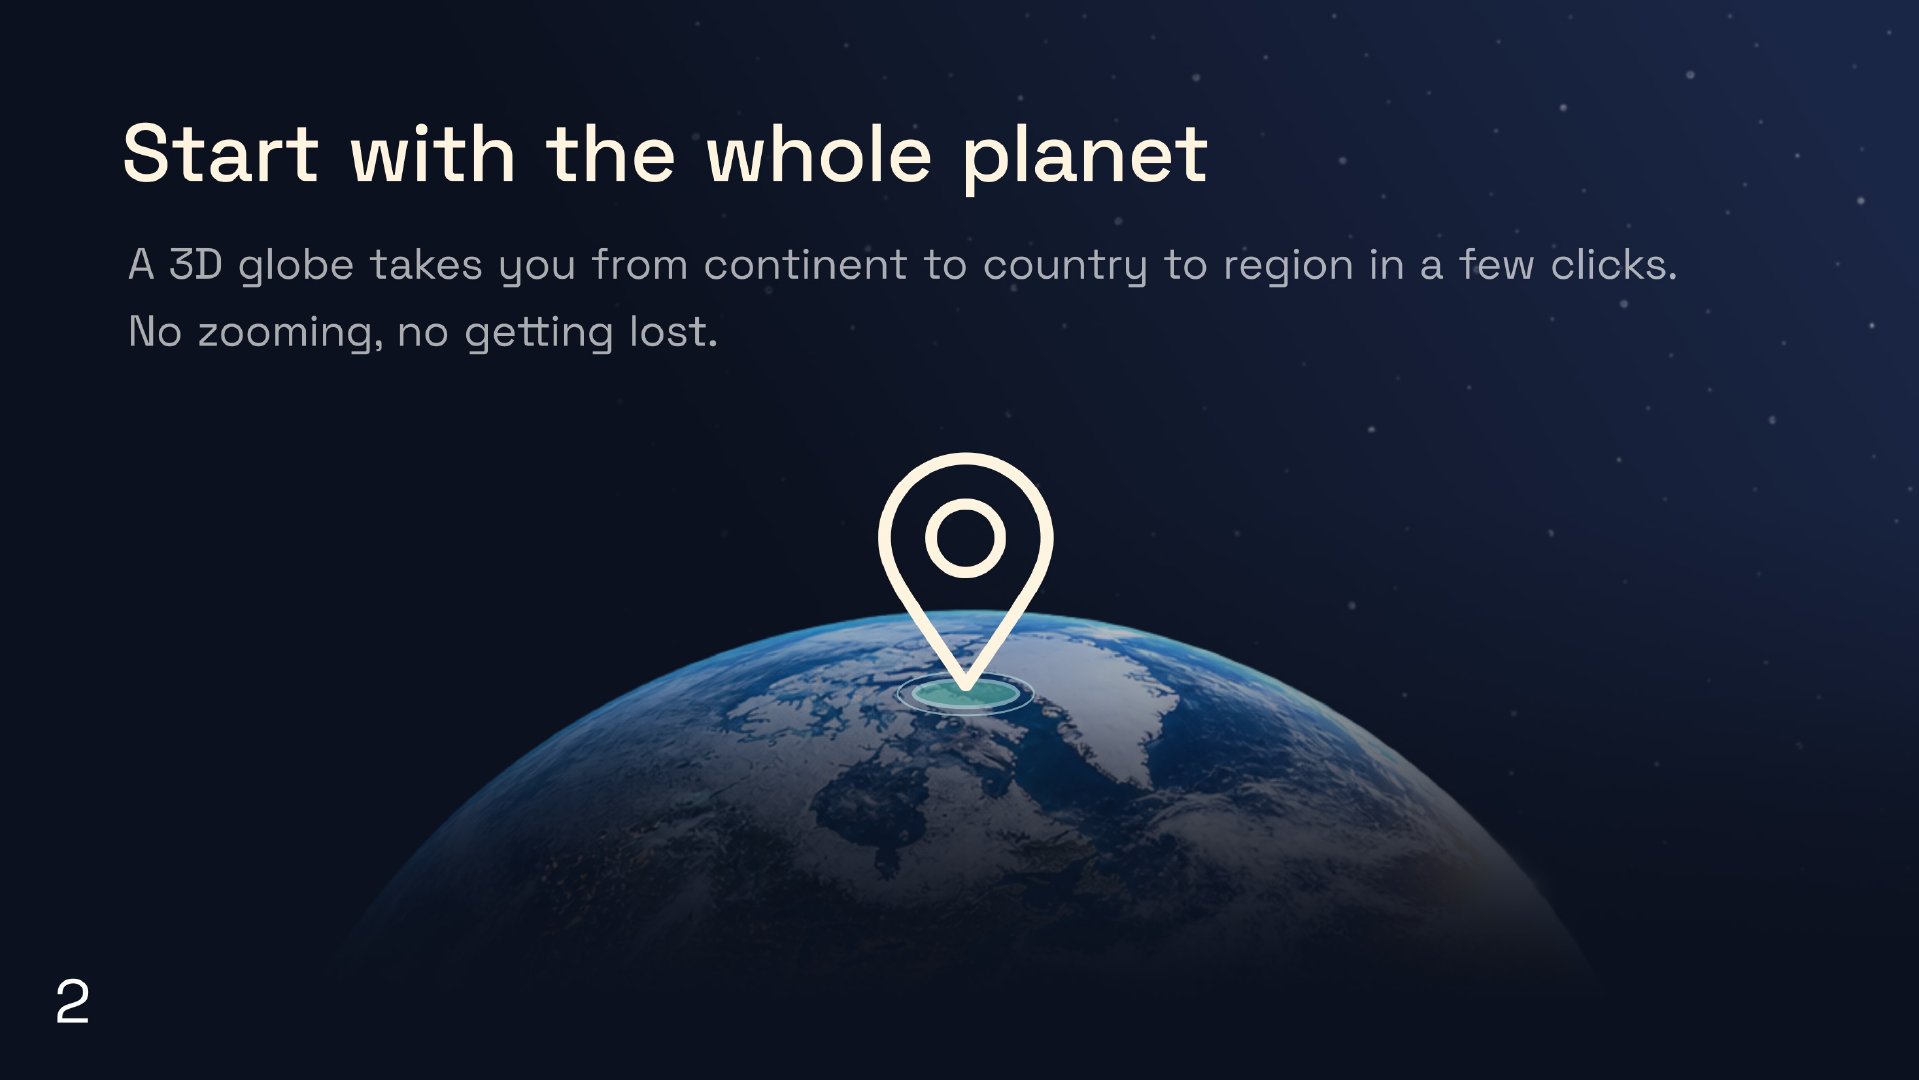 Start with the whole planet
A 3D globe takes you from continent to country to region in a few clicks.
No zooming, no getting lost.
2